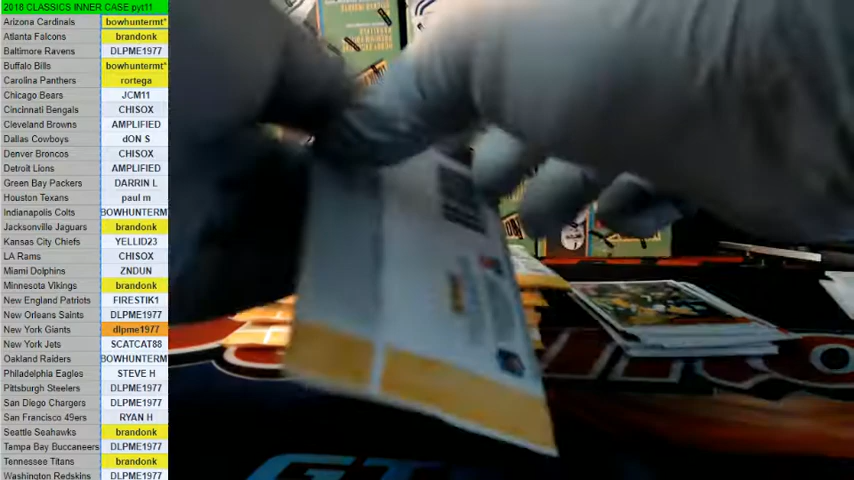 2018 CLASSICS INNER CASE pyt11
Arizona Cardinals bowhuntermt*
Atlanta Falcons brandonk
Baltimore Ravens DLPME1977
Buffalo Bills bowhuntermt*
Carolina Panthers rortega
Chicago Bears JCM11
Cincinnati Bengals CHISOX
Cleveland Browns AMPLIFIED
Dallas Cowboys dON S
Denver Broncos CHISOX
Detroit Lions AMPLIFIED
Green Bay Packers DARRIN L
Houston Texans paul m
Indianapolis Colts BOWHUNTERM
Jacksonville Jaguars brandonk
Kansas City Chiefs YELLID23
LA Rams CHISOX
Miami Dolphins ZNDUN
Minnesota Vikings brandonk
New England Patriots FIRESTIK1
New Orleans Saints DLPME1977
New York Giants dlpme1977
New York Jets SCATCAT88
Oakland Raiders BOWHUNTERM
Philadelphia Eagles STEVE H
Pittsburgh Steelers DLPME1977
San Diego Chargers DLPME1977
San Francisco 49ers RYAN H
Seattle Seahawks brandonk
Tampa Bay Buccaneers DLPME1977
Tennessee Titans brandonk
Washington Redskins DLPME1977